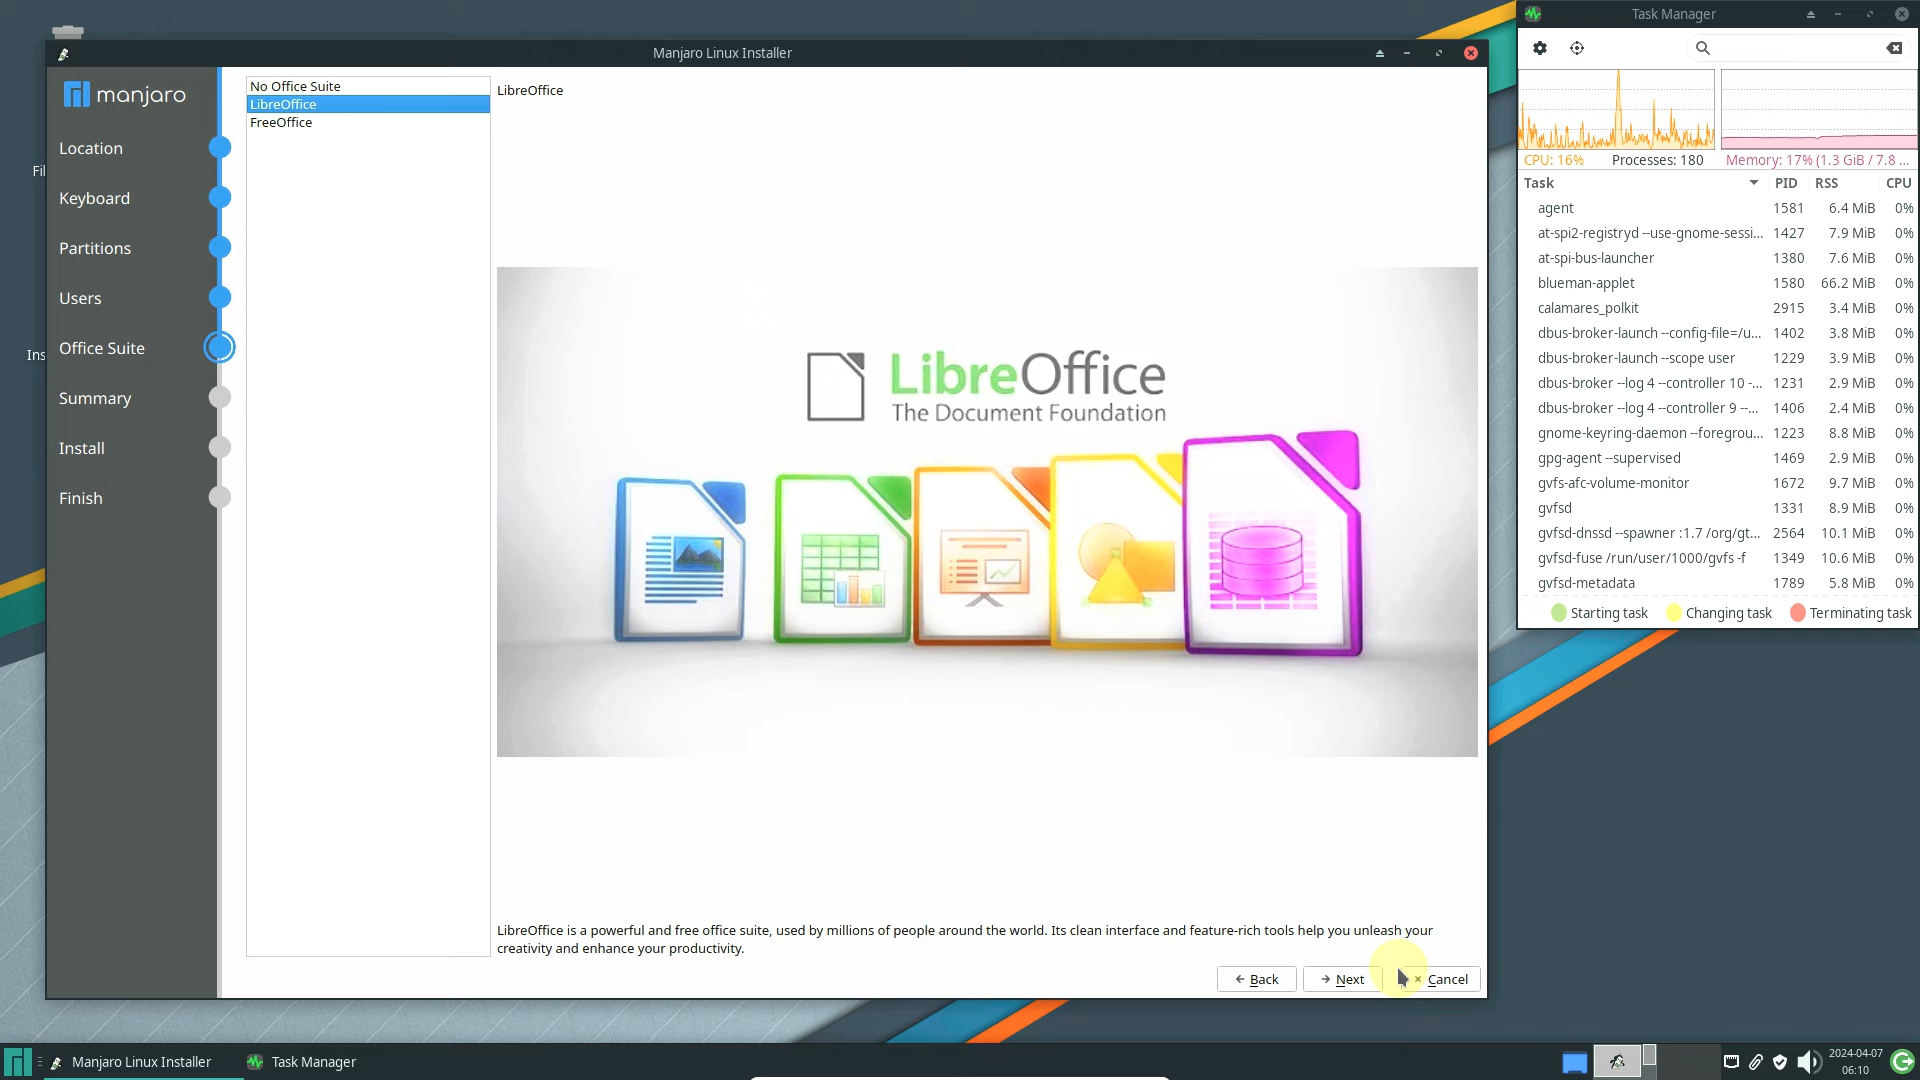 Manjaro Linux Installer
manjaro
Location
Keyboard
Partitions
Users
Office Suite
Summary
Install
Finish
Fil
Ins
No Office Suite
LibreOffice
FreeOffice
LibreOffice
LibreOffice
The Document Foundation
LibreOffice is a powerful and free office suite, used by millions of people around the world. Its clean interface and feature-rich tools help you unleash your
creativity and enhance your productivity.
Back
Next
Cancel
Task Manager
CPU: 16% Processes: 180 Memory: 17% (1.3 GiB / 7.8 ...
Task PID RSS CPU
agent 1581 6.4 MiB 0%
at-spi2-registryd --use-gnome-sessi... 1427 7.9 MiB 0%
at-spi-bus-launcher 1380 7.6 MiB 0%
blueman-applet 1580 66.2 MiB 0%
calamares_polkit 2915 3.4 MiB 0%
dbus-broker-launch --config-file=/u... 1402 3.8 MiB 0%
dbus-broker-launch --scope user 1229 3.9 MiB 0%
dbus-broker --log 4 --controller 10 -... 1231 2.9 MiB 0%
dbus-broker --log 4 --controller 9 --... 1406 2.4 MiB 0%
gnome-keyring-daemon --foregrou... 1223 8.8 MiB 0%
gpg-agent --supervised 1469 2.9 MiB 0%
gvfs-afc-volume-monitor 1672 9.7 MiB 0%
gvfsd 1331 8.9 MiB 0%
gvfsd-dnssd --spawner :1.7 /org/gt... 2564 10.1 MiB 0%
gvfsd-fuse /run/user/1000/gvfs -f 1349 10.6 MiB 0%
gvfsd-metadata 1789 5.8 MiB 0%
Starting task Changing task Terminating task
Manjaro Linux Installer
Task Manager
2024-04-07
06:10